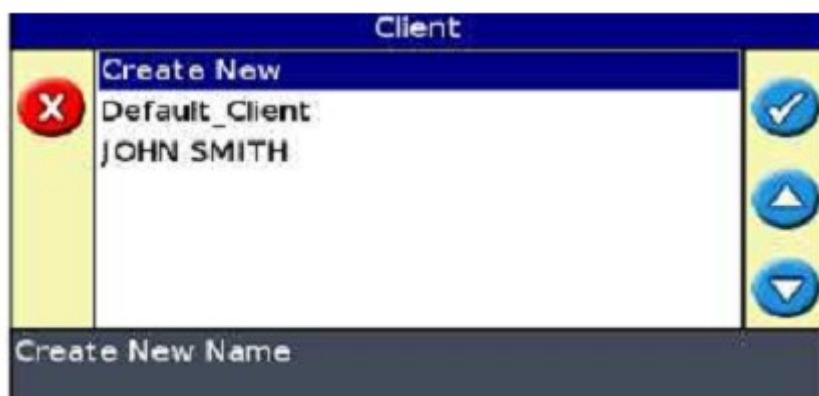 Client
Create New
Default_Client
JOHN SMITH
Create New Name